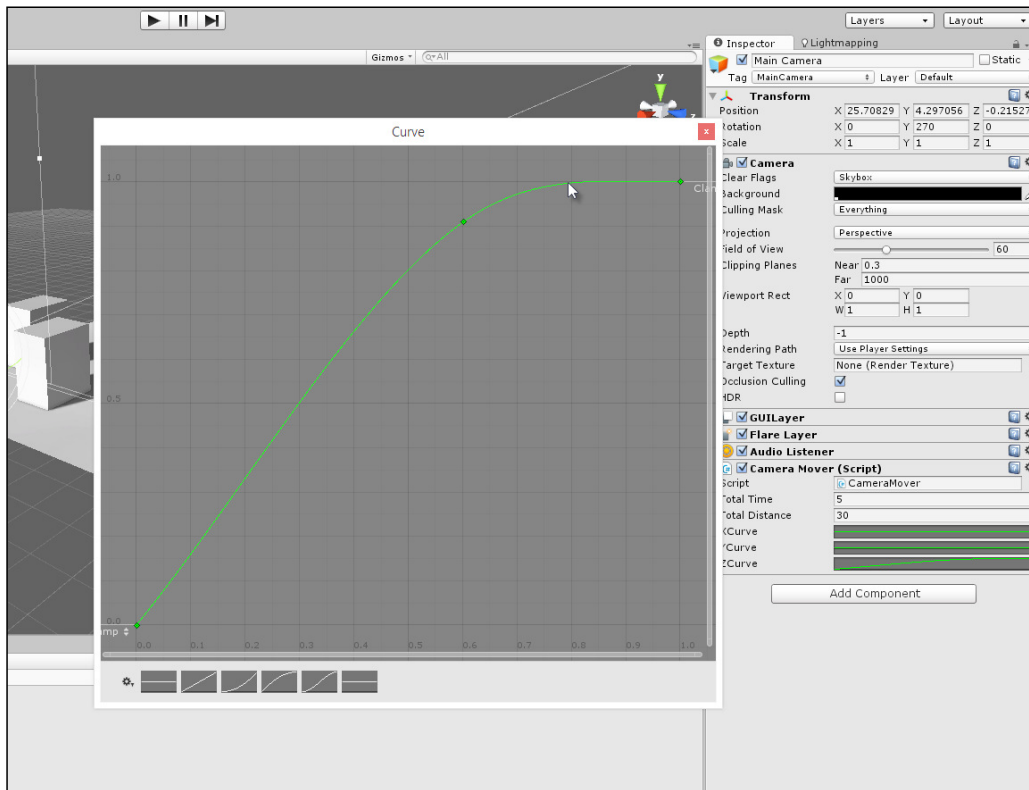 Layers
Layout
Inspector
Lightmapping
Gizmos
All
Main Camera
Static
Tag MainCamera Layer Default
y
z
Transform
Position X 25.70829 Y 4.297056 Z -0.21527
Rotation X 0 Y 270 Z 0
Scale X 1 Y 1 Z 1
Curve
x
Camera
Clear Flags Skybox
Background
Culling Mask Everything
Projection Perspective
Field of View 60
Clipping Planes Near 0.3
Far 1000
Viewport Rect X 0 Y 0
W 1 H 1
Depth -1
Rendering Path Use Player Settings
Target Texture None (Render Texture)
Occlusion Culling
HDR
GUILayer
Flare Layer
Audio Listener
Camera Mover (Script)
Script CameraMover
Total Time 5
Total Distance 30
XCurve
YCurve
ZCurve
Add Component
1.0
Clam
0.5
0.0
amp
0.0 0.1 0.2 0.3 0.4 0.5 0.6 0.7 0.8 0.9 1.0